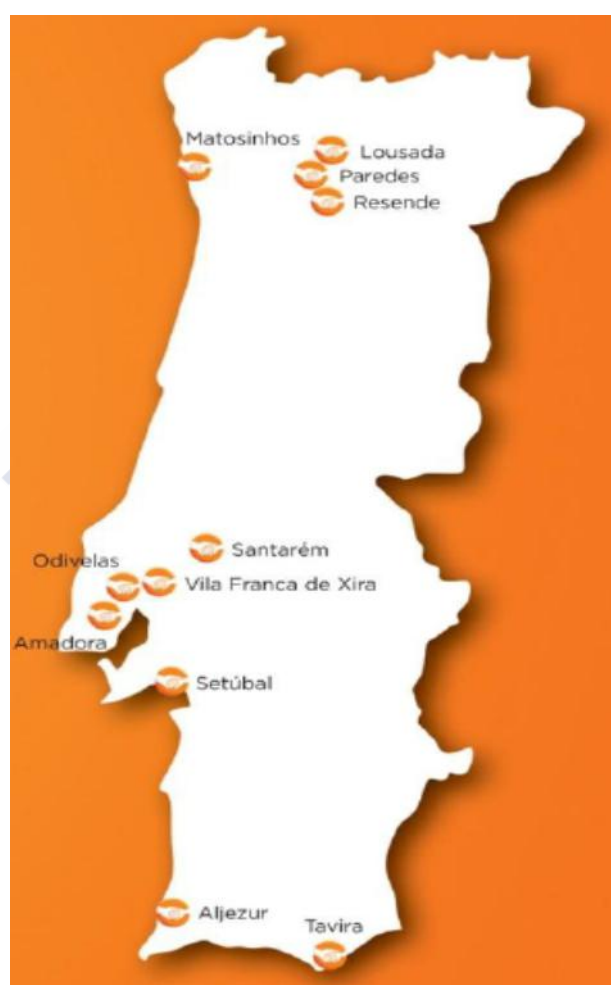 Matosinhos
Lousada
Paredes
Resende
Santarém
Odivelas
Vila Franca de Xira
Amadora
Setúbal
Aljezur
Tavira